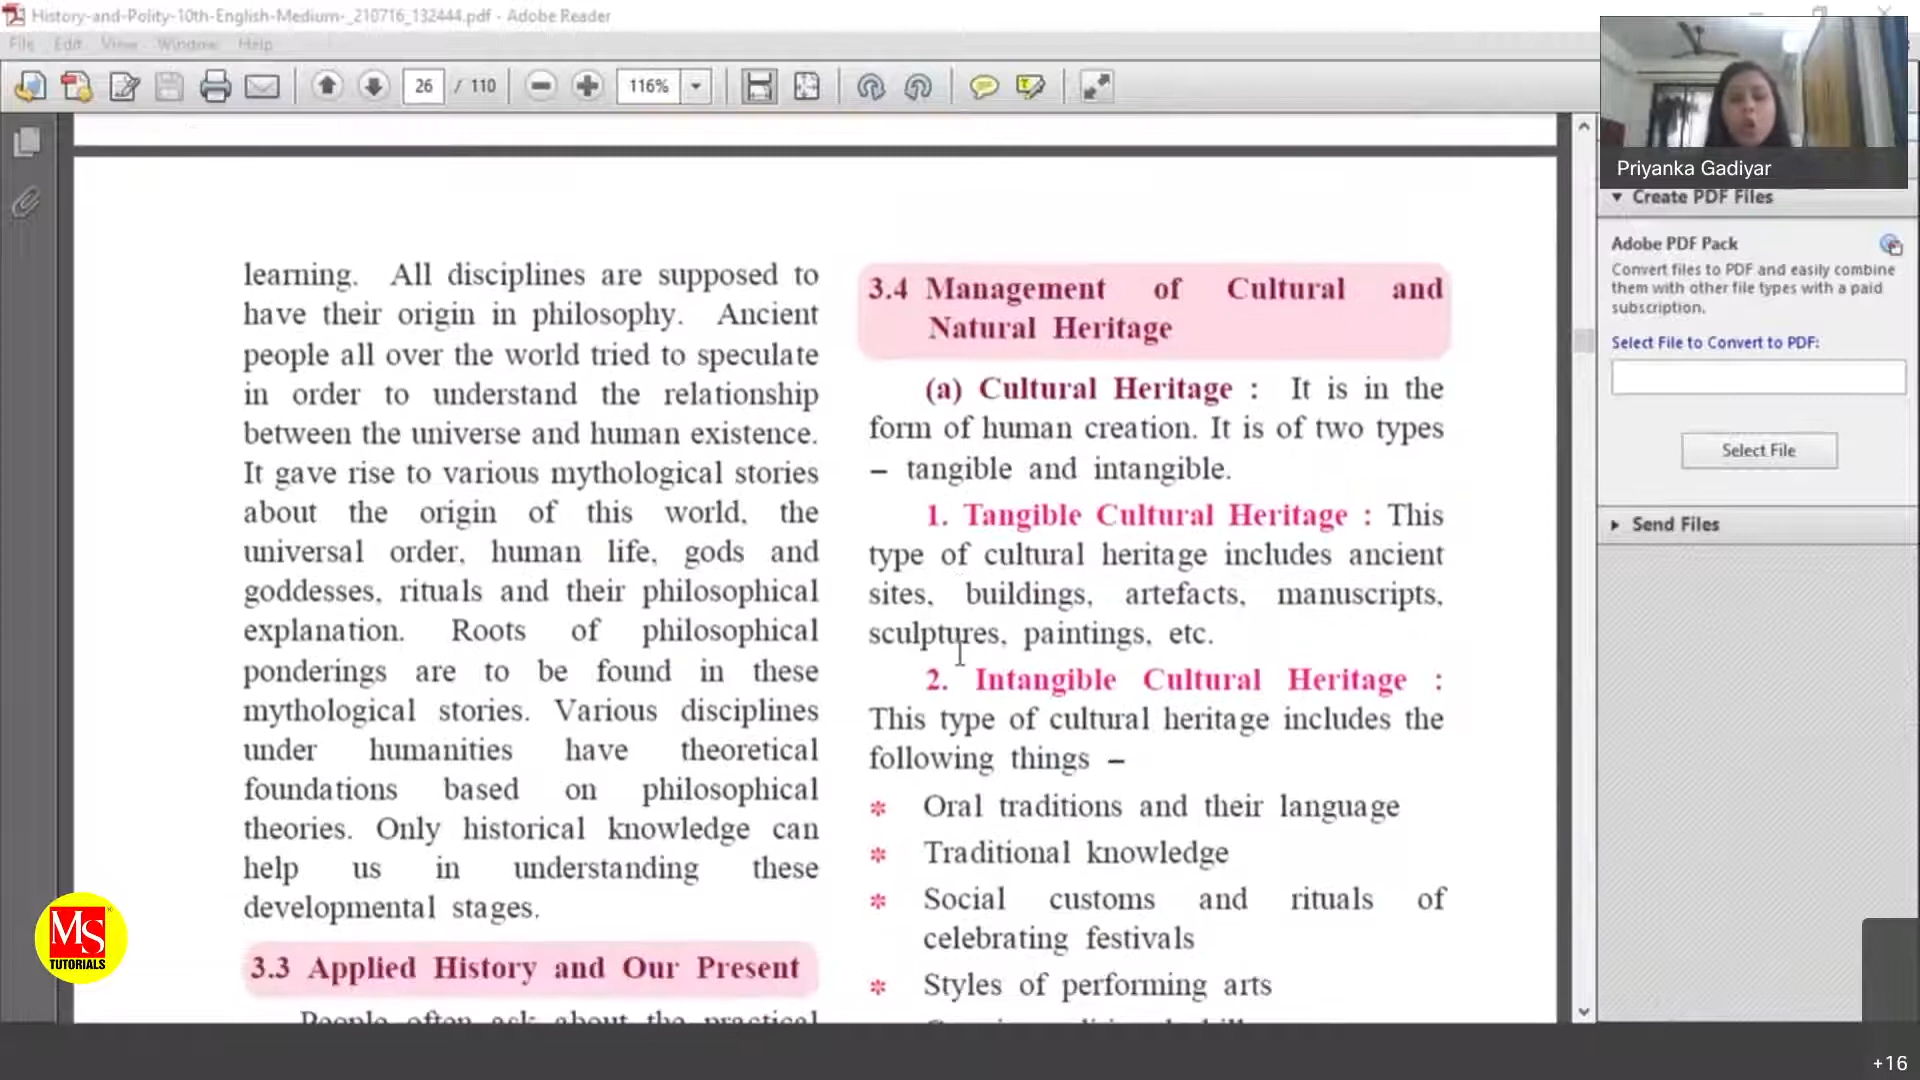 History-and-Polity-10th-English-Medium-_210716_132444.pdf - Adobe Reader
File Edit View Window Help
26 / 110
116%
Priyanka Gadiyar
Create PDF Files
Adobe PDF Pack
Convert files to PDF and easily combine
them with other file types with a paid
subscription.
Select File to Convert to PDF:
Select File
Send Files
learning. All disciplines are supposed to
have their origin in philosophy. Ancient
people all over the world tried to speculate
in order to understand the relationship
between the universe and human existence.
It gave rise to various mythological stories
about the origin of this world, the
universal order, human life, gods and
goddesses, rituals and their philosophical
explanation. Roots of philosophical
ponderings are to be found in these
mythological stories. Various disciplines
under humanities have theoretical
foundations based on philosophical
theories. Only historical knowledge can
help us in understanding these
developmental stages.
3.3 Applied History and Our Present
People often ask about the practical
3.4 Management of Cultural and
Natural Heritage
(a) Cultural Heritage : It is in the
form of human creation. It is of two types
– tangible and intangible.
1. Tangible Cultural Heritage : This
type of cultural heritage includes ancient
sites, buildings, artefacts, manuscripts,
sculptures, paintings, etc.
2. Intangible Cultural Heritage :
This type of cultural heritage includes the
following things –
* Oral traditions and their language
* Traditional knowledge
* Social customs and rituals of
celebrating festivals
* Styles of performing arts
MS
TUTORIALS
+16